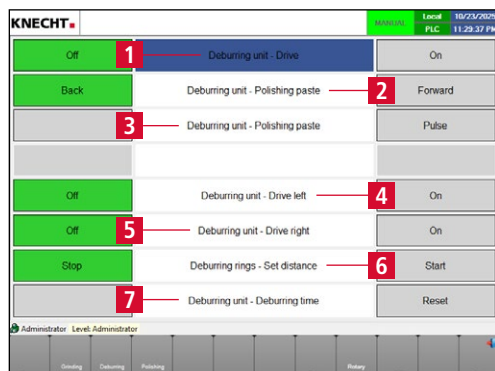 KNECHT
MANUAL
Local 10/23/2025
PLC 11:29:37 PM
Off 1 Deburring unit - Drive On
Back Deburring unit - Polishing paste 2 Forward
3 Deburring unit - Polishing paste Pulse
Off Deburring unit - Drive left 4 On
Off 5 Deburring unit - Drive right On
Stop Deburring rings - Set distance 6 Start
7 Deburring unit - Deburring time Reset
Administrator Level: Administrator
Grinding Deburring Polishing Rotary